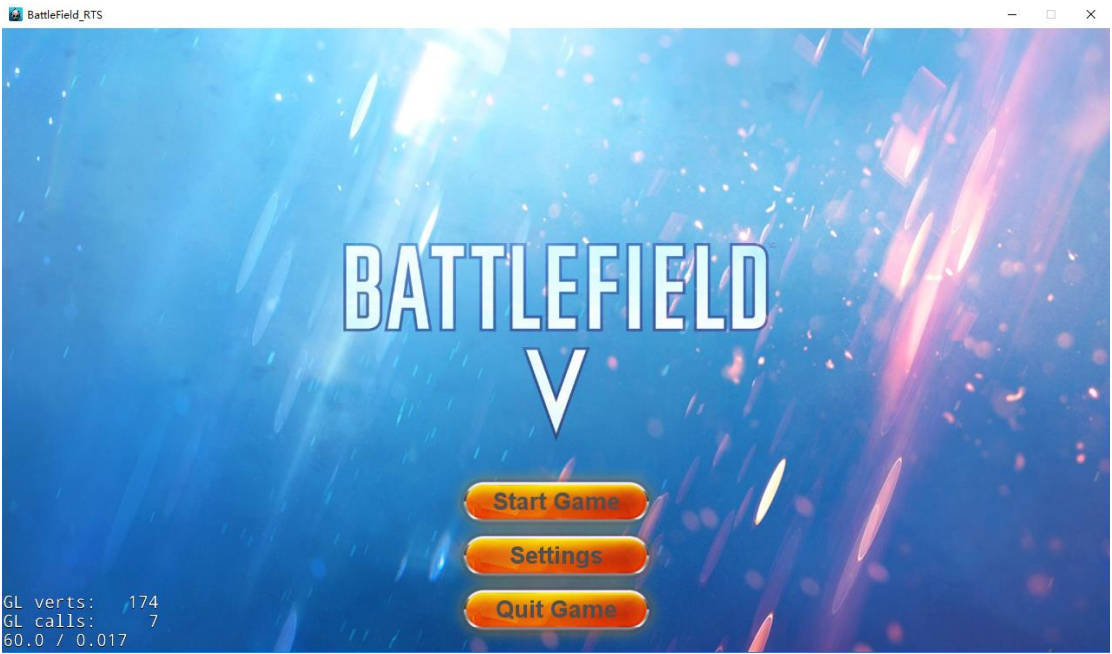 BattleField_RTS
BATTLEFIELD
V
Start Game
Settings
Quit Game
GL verts: 174
GL calls: 7
60.0 / 0.017